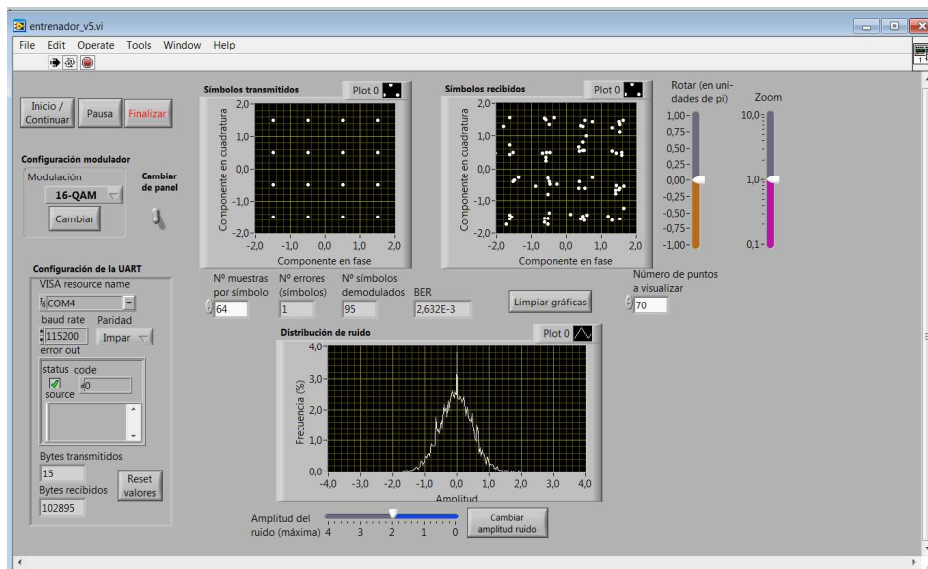 entrenador_v5.vi
File Edit Operate Tools Window Help
Inicio /
Continuar
Pausa
Finalizar
Configuración modulador
Modulación
16-QAM
Cambiar
Cambiar
de panel
Símbolos transmitidos
Plot 0
Componente en cuadratura
2,0
1,0
0,0
-1,0
-2,0
-2,0 -1,0 0,0 1,0 2,0
Componente en fase
Símbolos recibidos
Plot 0
Componente en cuadratura
2,0
1,0
0,0
-1,0
-2,0
-2,0 -1,0 0,0 1,0 2,0
Componente en fase
Rotar (en uni-
dades de pi)
1,00
0,75
0,50
0,25
0,00
-0,25
-0,50
-0,75
-1,00
Zoom
10,0
1,0
0,1
Configuración de la UART
VISA resource name
COM4
baud rate Paridad
115200 Impar
error out
status code
0
source
Bytes transmitidos
15
Bytes recibidos
102895
Reset
valores
Nº muestras
por símbolo
64
Nº errores
(símbolos)
1
Nº símbolos
demodulados
95
BER
2,632E-3
Limpiar gráficas
Número de puntos
a visualizar
70
Distribución de ruido
Plot 0
Frecuencia (%)
4,0
3,0
2,0
1,0
0,0
-4,0 -3,0 -2,0 -1,0 0,0 1,0 2,0 3,0 4,0
Amplitud
Amplitud del
ruido (máxima)
4 3 2 1 0
Cambiar
amplitud ruido